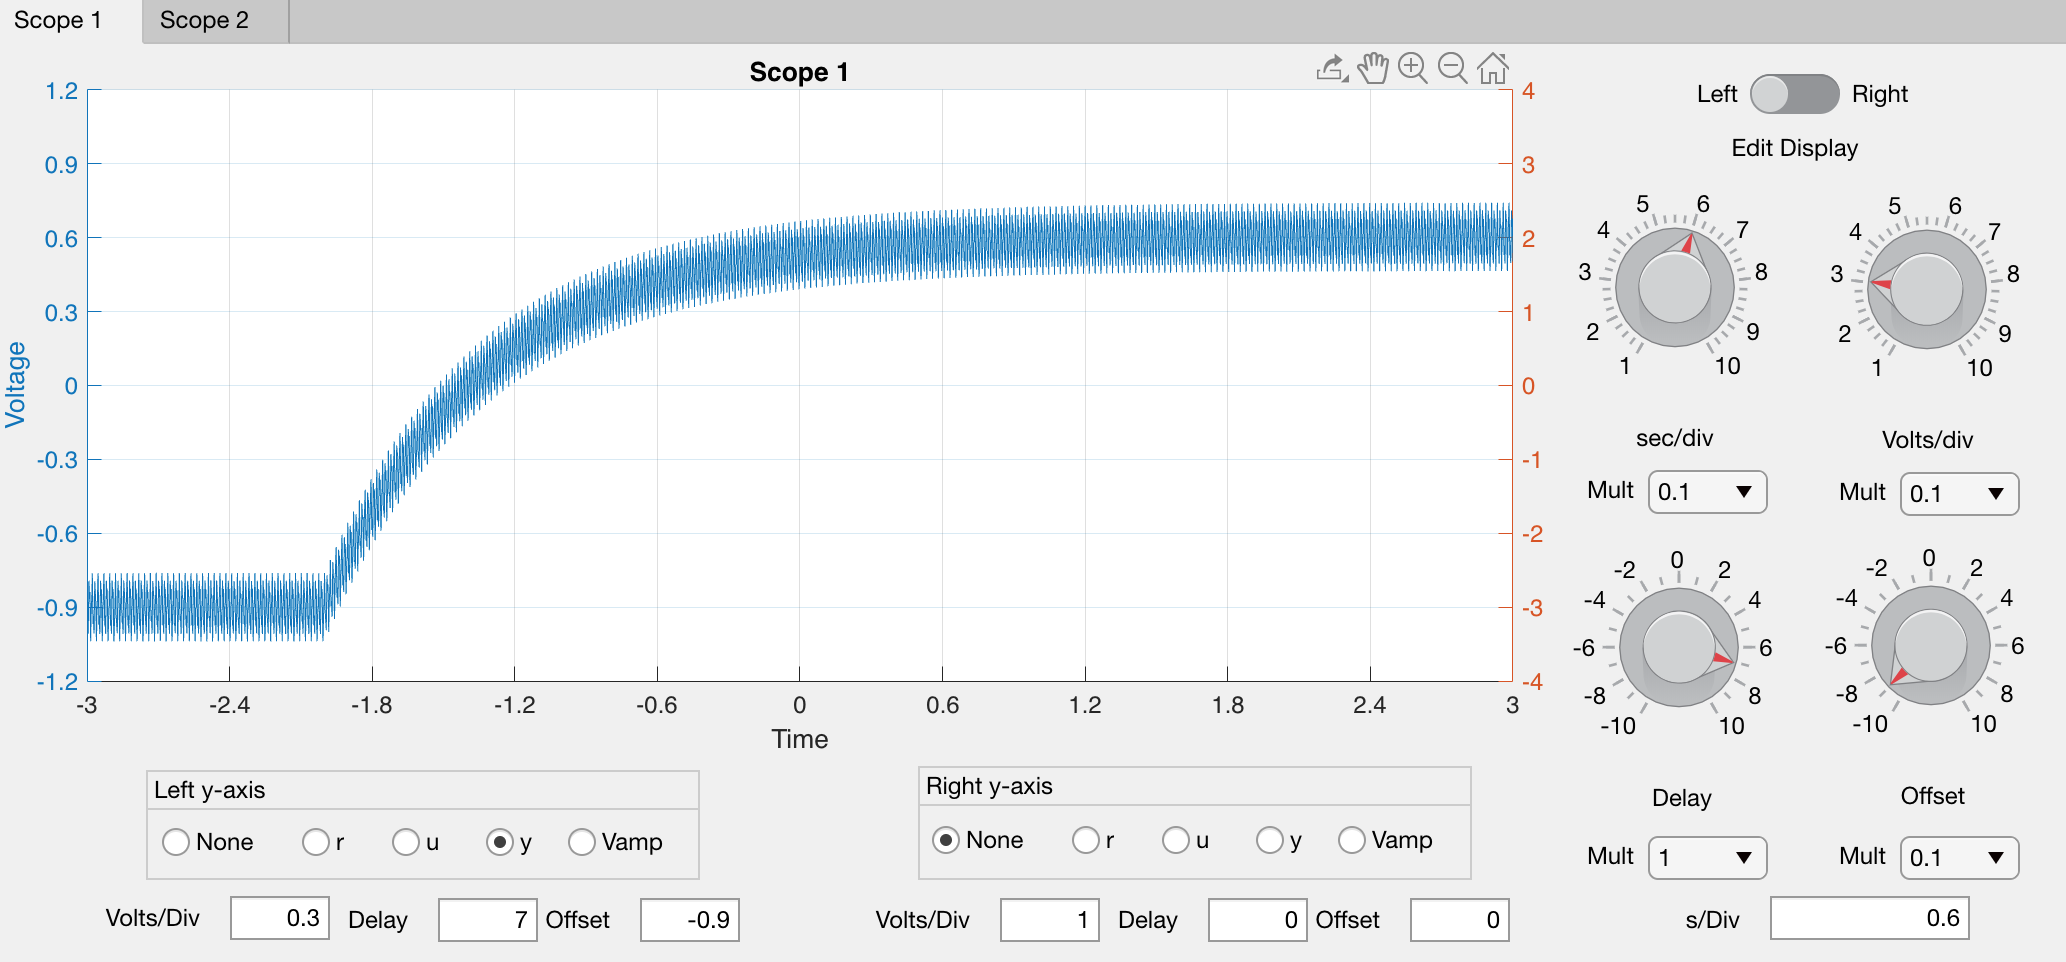 Scope 1 Scope 2
Scope 1
Voltage
1.2
0.9
0.6
0.3
0
-0.3
-0.6
-0.9
-1.2
4
3
2
1
0
-1
-2
-3
-4
-3 -2.4 -1.8 -1.2 -0.6 0 0.6 1.2 1.8 2.4 3
Time
Left y-axis
None r u y Vamp
Volts/Div 0.3 Delay 7 Offset -0.9
Right y-axis
None r u y Vamp
Volts/Div 1 Delay 0 Offset 0
Left Right
Edit Display
1 2 3 4 5 6 7 8 9 10
sec/div
Mult 0.1
1 2 3 4 5 6 7 8 9 10
Volts/div
Mult 0.1
-10 -8 -6 -4 -2 0 2 4 6 8 10
Delay
Mult 1
-10 -8 -6 -4 -2 0 2 4 6 8 10
Offset
Mult 0.1
s/Div 0.6